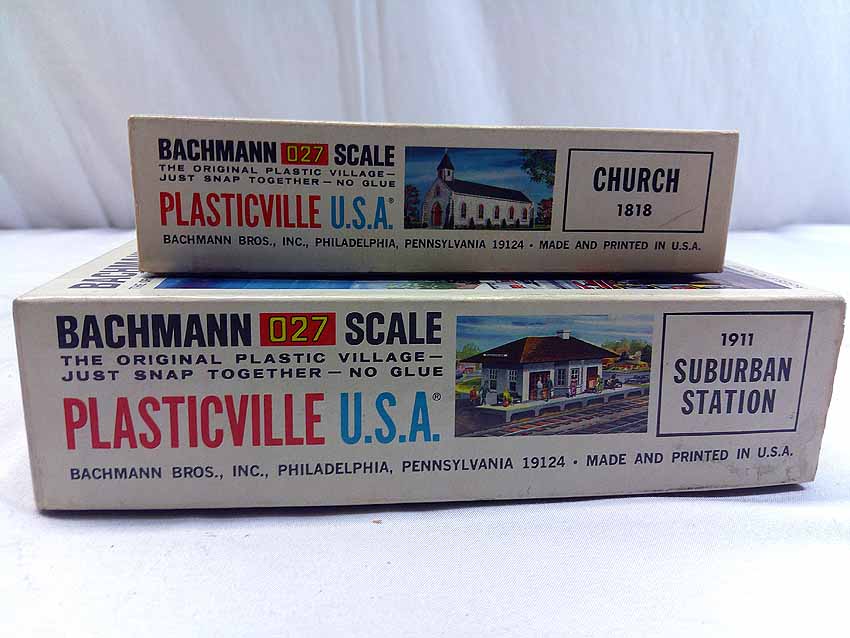 BACHMANN 027 SCALE
THE ORIGINAL PLASTIC VILLAGE—
JUST SNAP TOGETHER—NO GLUE
PLASTICVILLE U.S.A.®
BACHMANN BROS., INC., PHILADELPHIA, PENNSYLVANIA 19124 • MADE AND PRINTED IN U.S.A.
CHURCH
1818
BACHMANN
BACHMANN 027 SCALE
THE ORIGINAL PLASTIC VILLAGE—
JUST SNAP TOGETHER—NO GLUE
PLASTICVILLE U.S.A.®
BACHMANN BROS., INC., PHILADELPHIA, PENNSYLVANIA 19124 • MADE AND PRINTED IN U.S.A.
1911
SUBURBAN
STATION